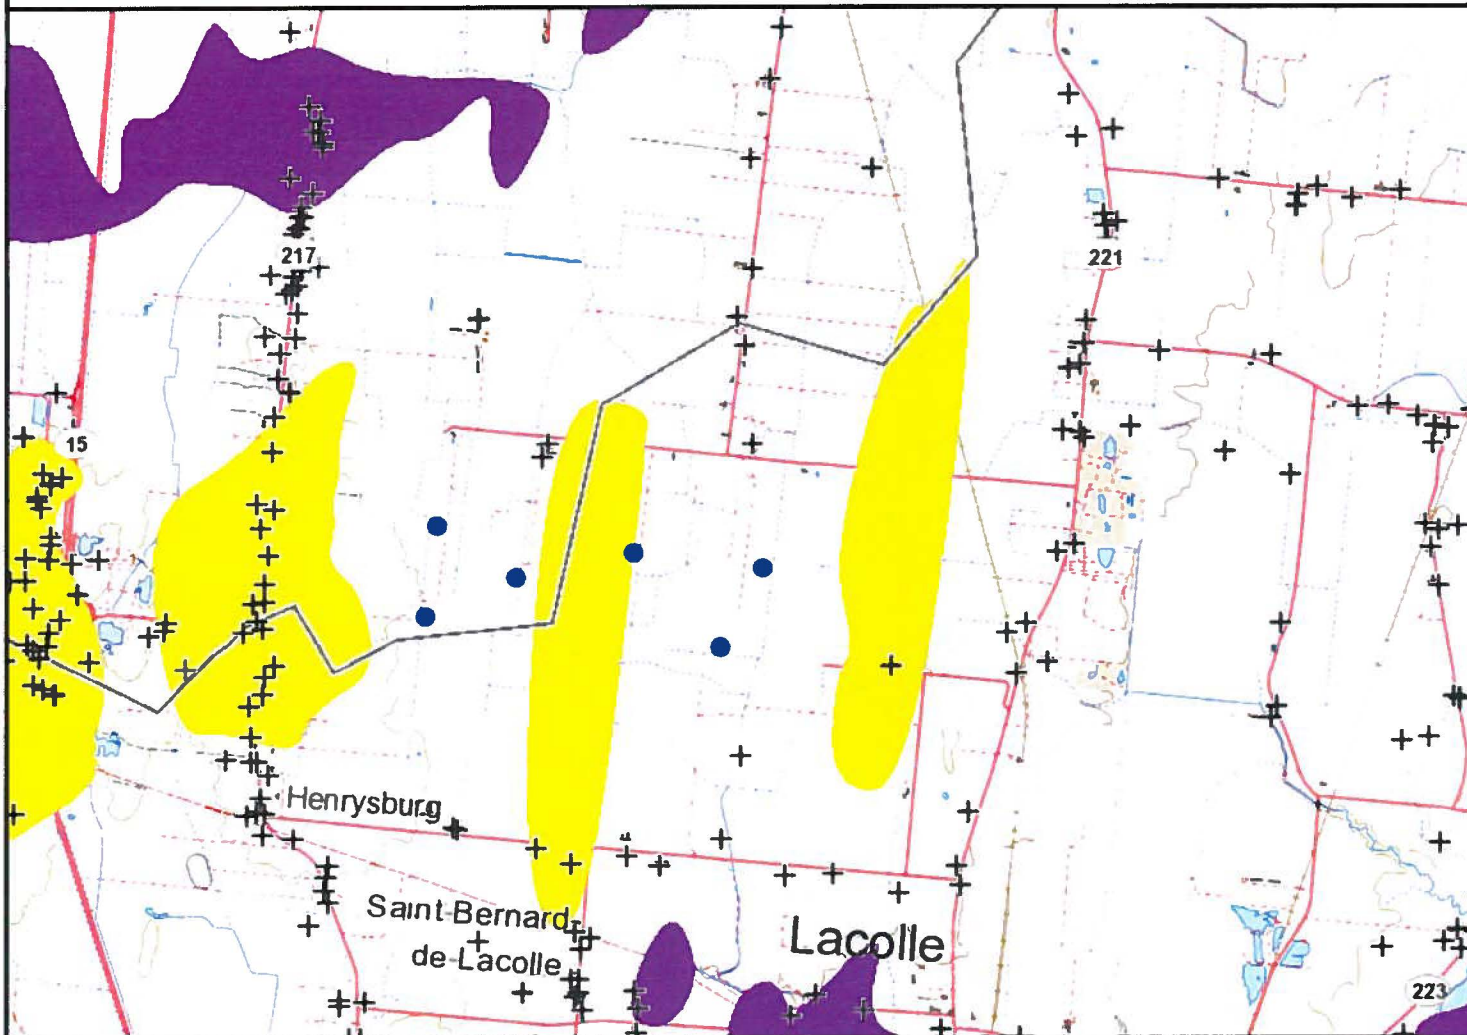 217
221
15
Henrysburg
Saint-Bernard-
de-Lacolle
Lacolle
223